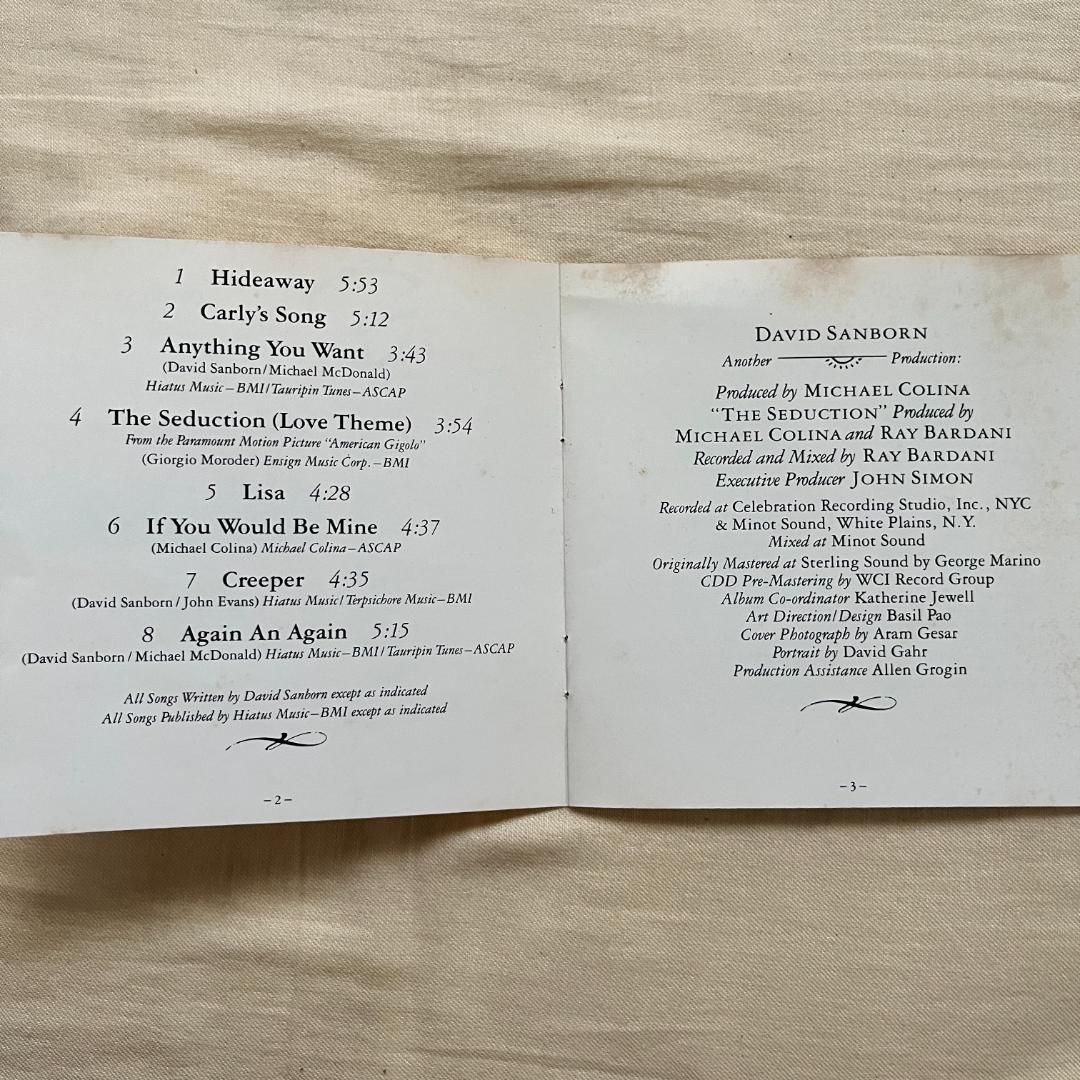 1 Hideaway 5:53
2 Carly's Song 5:12
3 Anything You Want 3:43
(David Sanborn/Michael McDonald)
Hiatus Music–BMI/Tauripin Tunes–ASCAP
4 The Seduction (Love Theme) 3:54
From the Paramount Motion Picture "American Gigolo"
(Giorgio Moroder) Ensign Music Corp.–BMI
5 Lisa 4:28
6 If You Would Be Mine 4:37
(Michael Colina) Michael Colina–ASCAP
7 Creeper 4:35
(David Sanborn/John Evans) Hiatus Music/Terpsichore Music–BMI
8 Again An Again 5:15
(David Sanborn/Michael McDonald) Hiatus Music–BMI/Tauripin Tunes–ASCAP
All Songs Written by David Sanborn except as indicated
All Songs Published by Hiatus Music–BMI except as indicated
–2–
DAVID SANBORN
Another Production:
Produced by MICHAEL COLINA
"THE SEDUCTION" Produced by
MICHAEL COLINA and RAY BARDANI
Recorded and Mixed by RAY BARDANI
Executive Producer JOHN SIMON
Recorded at Celebration Recording Studio, Inc., NYC
& Minot Sound, White Plains, N.Y.
Mixed at Minot Sound
Originally Mastered at Sterling Sound by George Marino
CDD Pre-Mastering by WCI Record Group
Album Co-ordinator Katherine Jewell
Art Direction/Design Basil Pao
Cover Photograph by Aram Gesar
Portrait by David Gahr
Production Assistance Allen Grogin
–3–